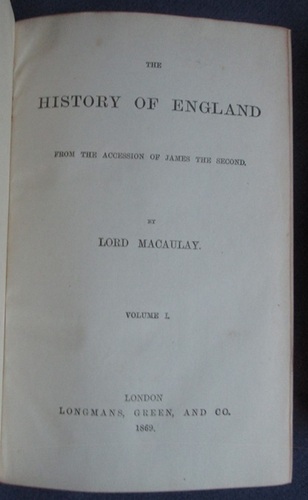 THE
HISTORY OF ENGLAND
FROM THE ACCESSION OF JAMES THE SECOND,
BY
LORD MACAULAY.
VOLUME I.
LONDON
LONGMANS, GREEN, AND CO.
1869.